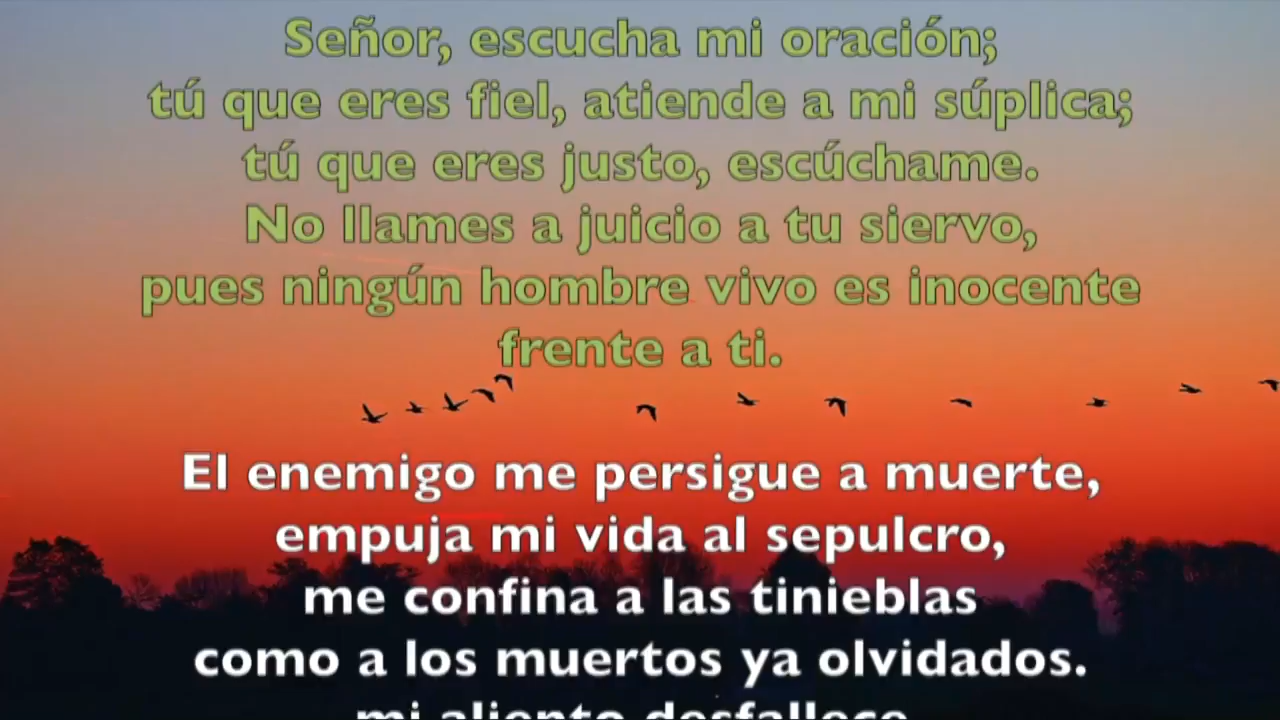 Señor, escucha mi oración;
tú que eres fiel, atiende a mi súplica;
tú que eres justo, escúchame.
No llames a juicio a tu siervo,
pues ningún hombre vivo es inocente
frente a ti.
El enemigo me persigue a muerte,
empuja mi vida al sepulcro,
me confina a las tinieblas
como a los muertos ya olvidados.
mi aliento desfallece